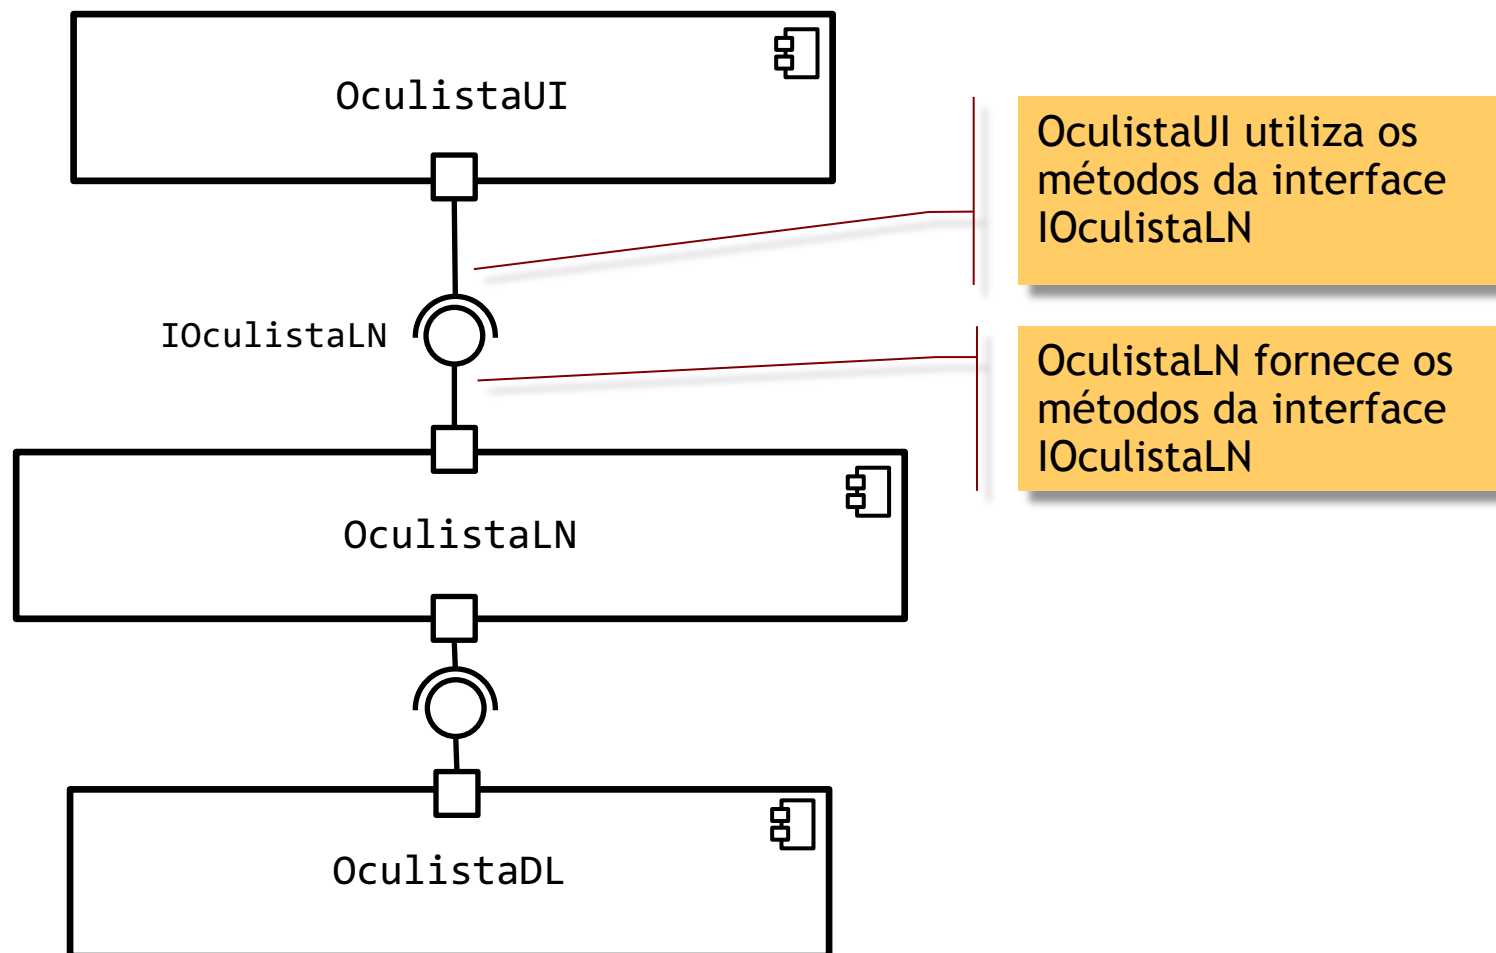 OculistaUI
OculistaUI utiliza os
métodos da interface
IOculistaLN
IOculistaLN
OculistaLN fornece os
métodos da interface
IOculistaLN
OculistaLN
OculistaDL